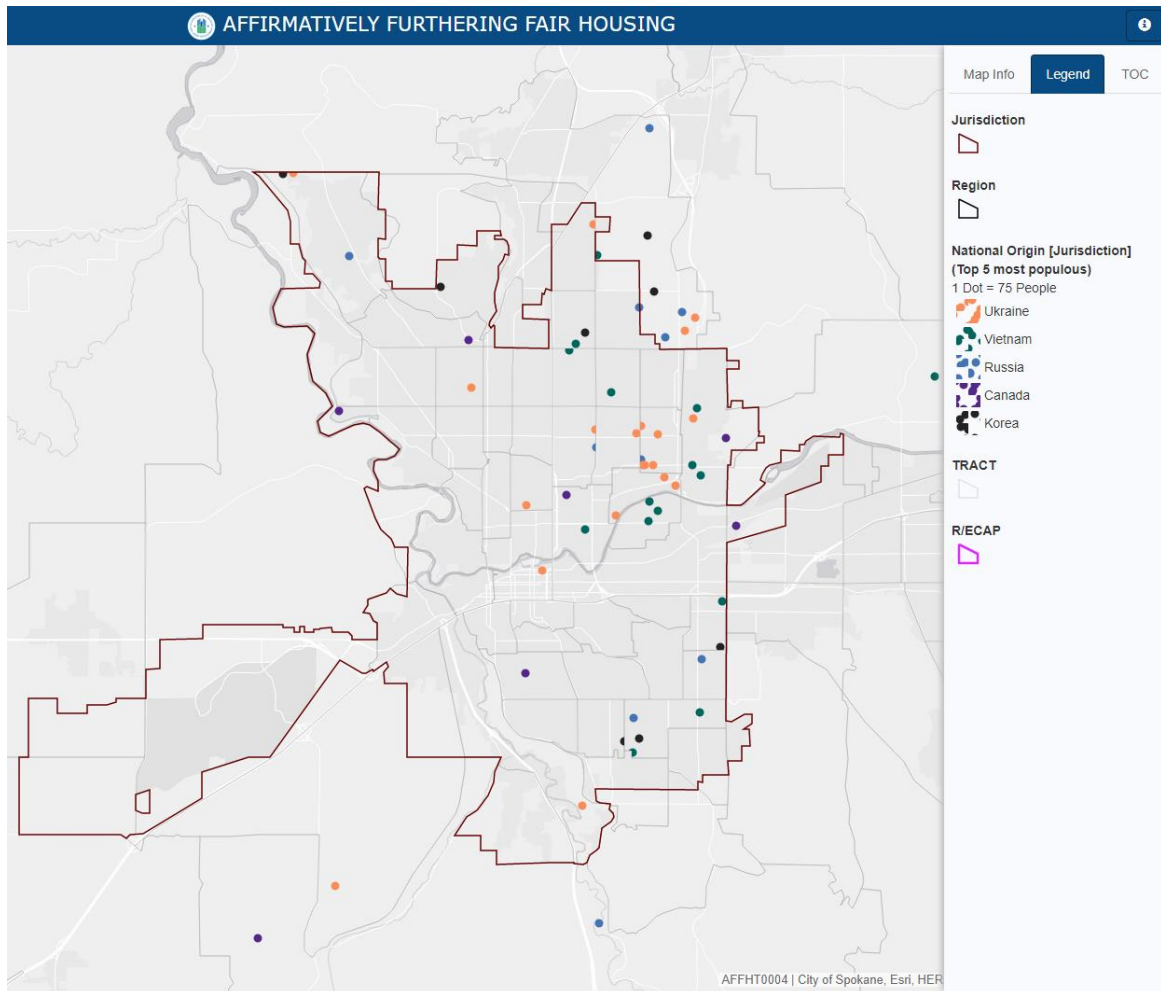 AFFIRMATIVELY FURTHERING FAIR HOUSING
Map Info Legend TOC
Jurisdiction
Region
National Origin [Jurisdiction]
(Top 5 most populous)
1 Dot = 75 People
Ukraine
Vietnam
Russia
Canada
Korea
TRACT
R/ECAP
AFFHT0004 | City of Spokane, Esri, HER